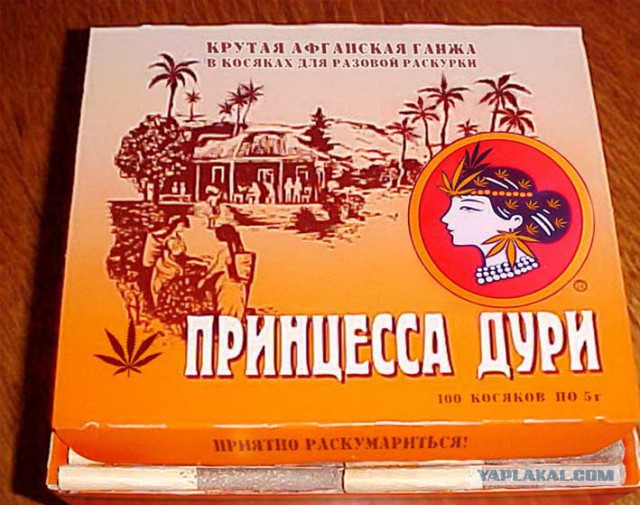 КРУТАЯ АФГАНСКАЯ ГАНЖА
В КОСЯКАХ ДЛЯ РАЗОВОЙ РАСКУРКИ
ПРИНЦЕССА ДУРИ
100 КОСЯКОВ ПО 5г
ПРИЯТНО РАСКУМАРИТЬСЯ!
YAPLAKAL.COM